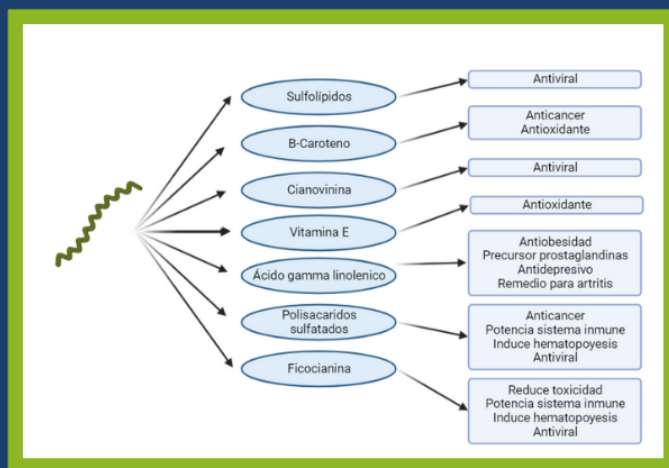 Sulfolípidos
Antiviral
B-Caroteno
Anticancer
Antioxidante
Cianovinina
Antiviral
Vitamina E
Antioxidante
Ácido gamma linolenico
Antiobesidad
Precursor prostaglandinas
Antidepresivo
Remedio para artritis
Polisacaridos
sulfatados
Anticancer
Potencia sistema inmune
Induce hematopoyesis
Antiviral
Ficocianina
Reduce toxicidad
Potencia sistema inmune
Induce hematopoyesis
Antiviral